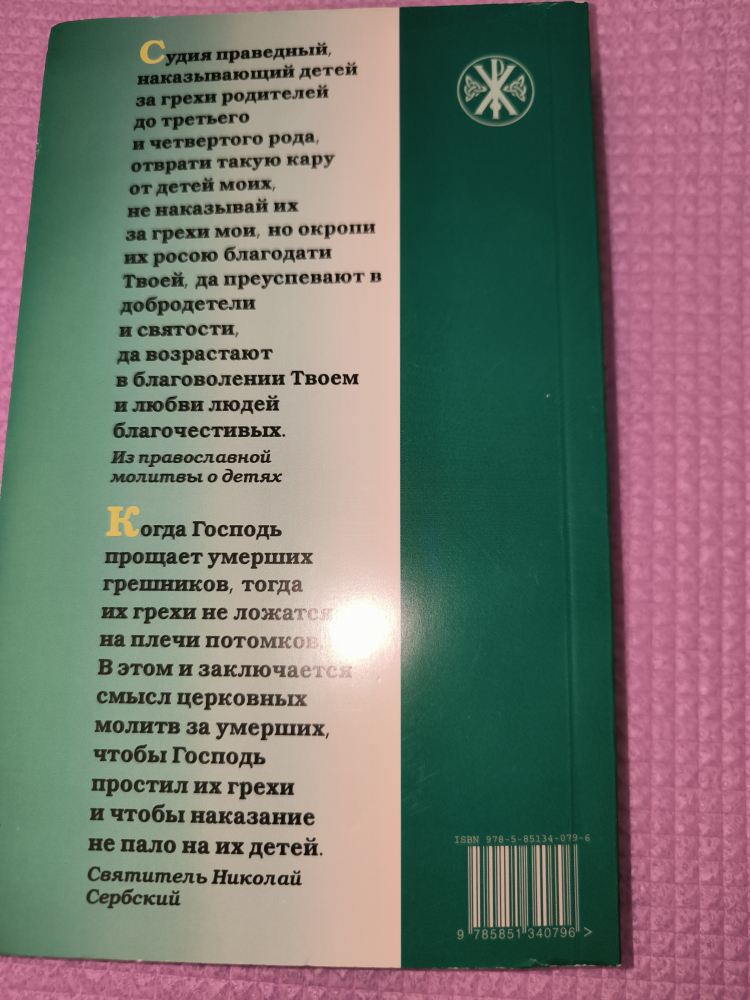 Судия праведный,
наказывающий детей
за грехи родителей
до третьего
и четвертого рода,
отврати такую кару
от детей моих,
не наказывай их
за грехи мои, но окропи
их росою благодати
Твоей, да преуспевают в
добродетели
и святости,
да возрастают
в благоволении Твоем
и любви людей
благочестивых.
Из православной
молитвы о детях
Когда Господь
прощает умерших
грешников, тогда
их грехи не ложатся
на плечи потомков.
В этом и заключается
смысл церковных
молитв за умерших,
чтобы Господь
простил их грехи
и чтобы наказание
не пало на их детей.
Святитель Николай
Сербский
ISBN 978-5-85134-079-6
9 785851 340796 >